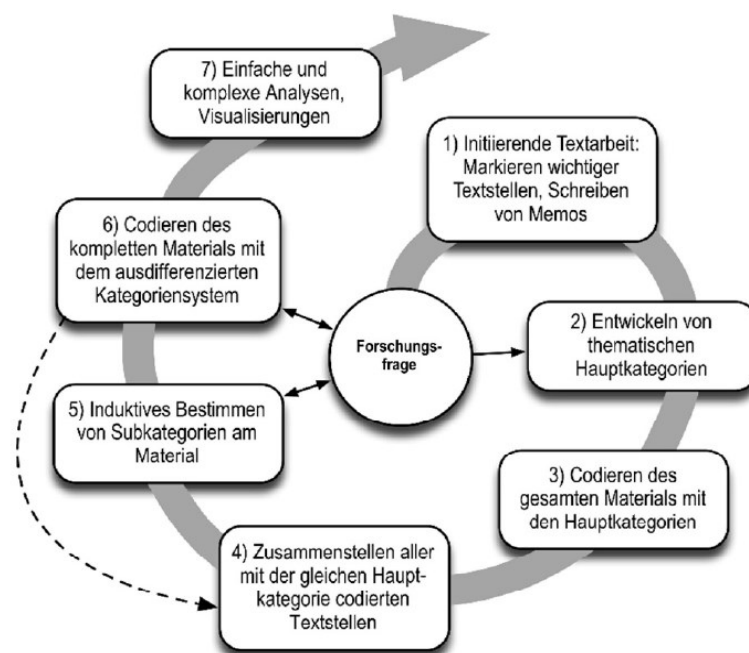 7) Einfache und
komplexe Analysen,
Visualisierungen
1) Initiierende Textarbeit:
Markieren wichtiger
Textstellen, Schreiben
von Memos
6) Codieren des
kompletten Materials mit
dem ausdifferenzierten
Kategoriensystem
Forschungs-
frage
2) Entwickeln von
thematischen
Hauptkategorien
5) Induktives Bestimmen
von Subkategorien am
Material
3) Codieren des
gesamten Materials mit
den Hauptkategorien
4) Zusammenstellen aller
mit der gleichen Haupt-
kategorie codierten
Textstellen